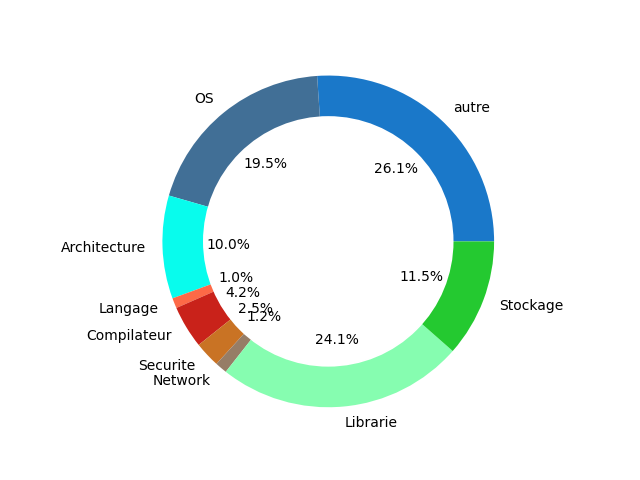 OS
autre
19.5%
26.1%
Architecture
10.0%
1.0%
11.5%
4.2%
Langage
2.5%
Stockage
1.2%
Compilateur
24.1%
Securite
Network
Librarie